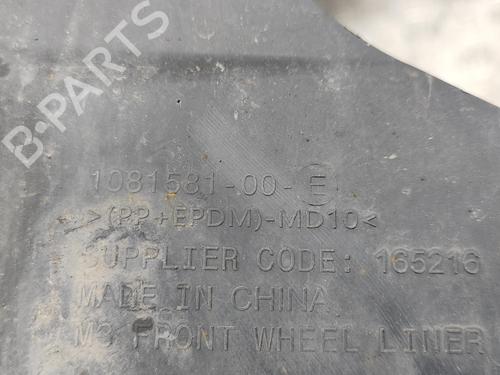 B-PARTS
1081581-00-E
>(PP+EPDM)-MD10<
SUPPLIER CODE: 165216
MADE IN CHINA
M3 FRONT WHEEL LINER